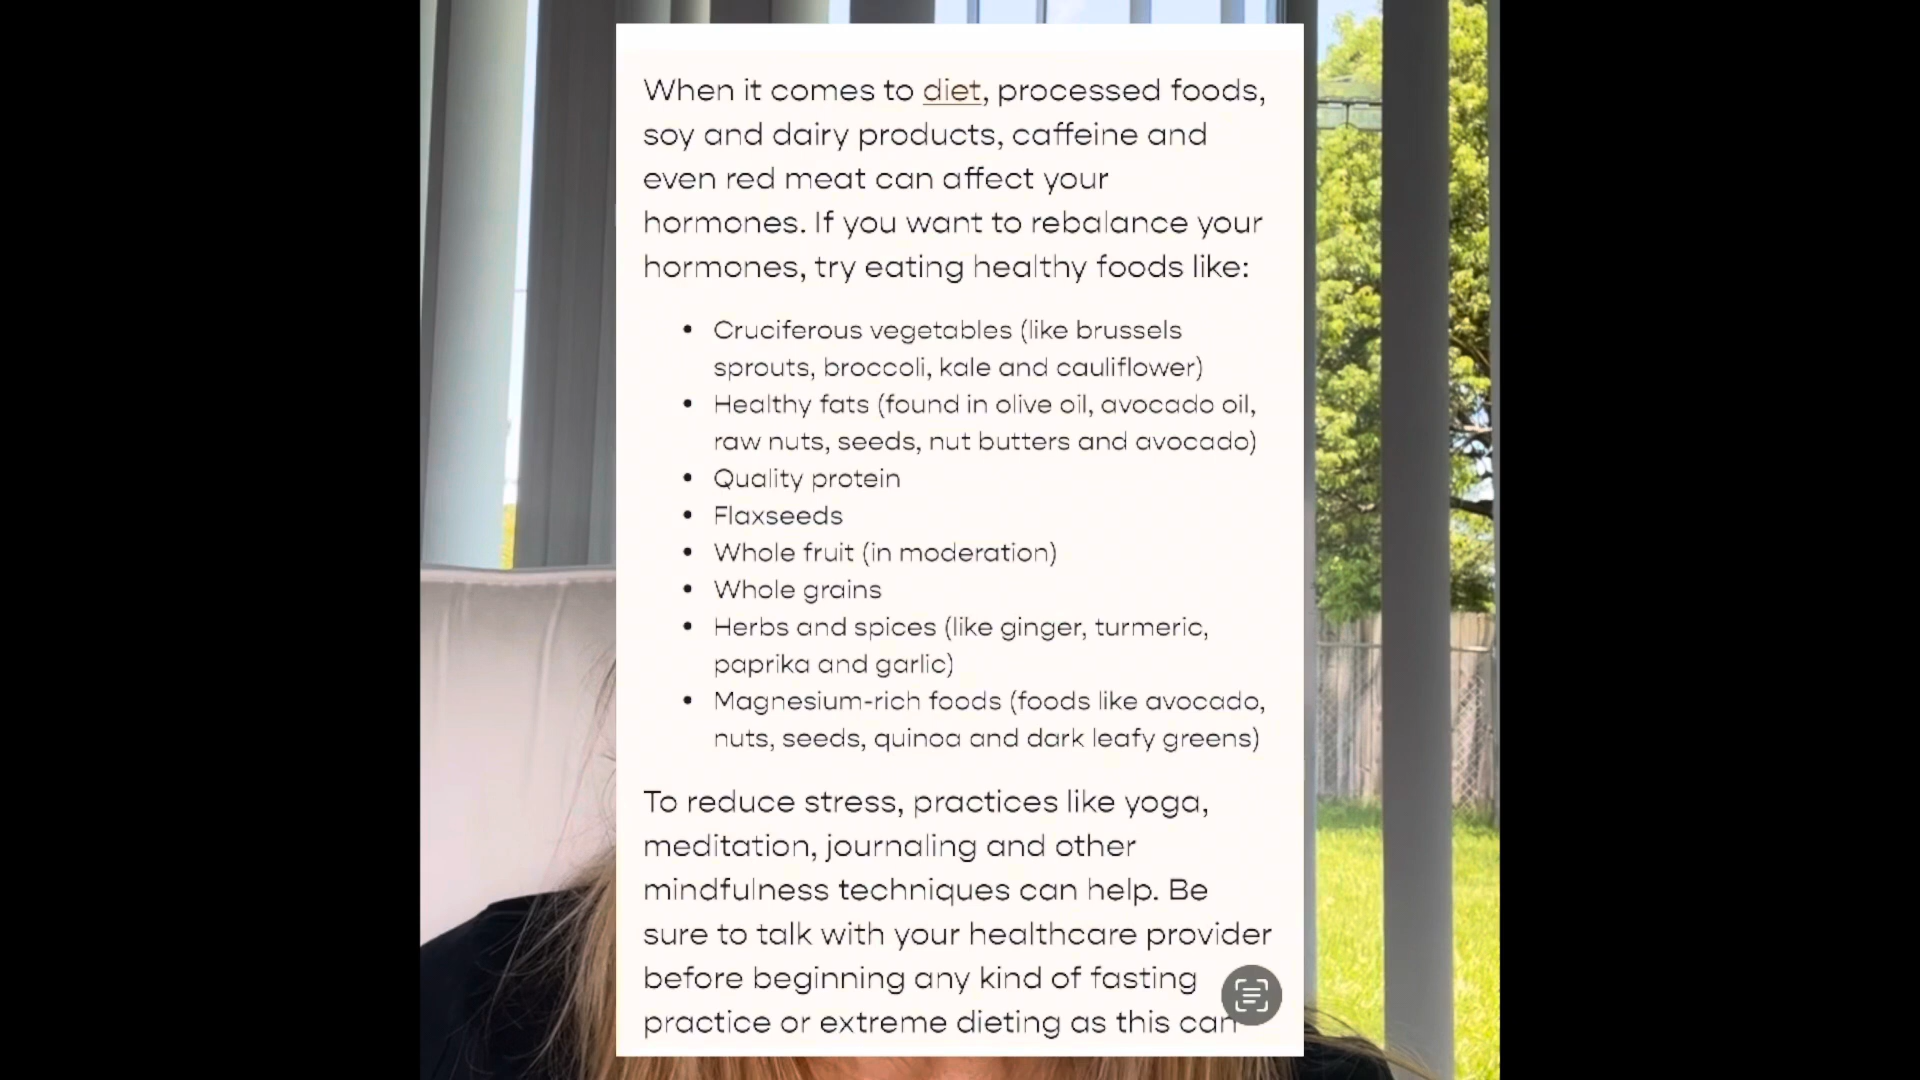 When it comes to diet, processed foods,
soy and dairy products, caffeine and
even red meat can affect your
hormones. If you want to rebalance your
hormones, try eating healthy foods like:
• Cruciferous vegetables (like brussels
sprouts, broccoli, kale and cauliflower)
• Healthy fats (found in olive oil, avocado oil,
raw nuts, seeds, nut butters and avocado)
• Quality protein
• Flaxseeds
• Whole fruit (in moderation)
• Whole grains
• Herbs and spices (like ginger, turmeric,
paprika and garlic)
• Magnesium-rich foods (foods like avocado,
nuts, seeds, quinoa and dark leafy greens)
To reduce stress, practices like yoga,
meditation, journaling and other
mindfulness techniques can help. Be
sure to talk with your healthcare provider
before beginning any kind of fasting
practice or extreme dieting as this can